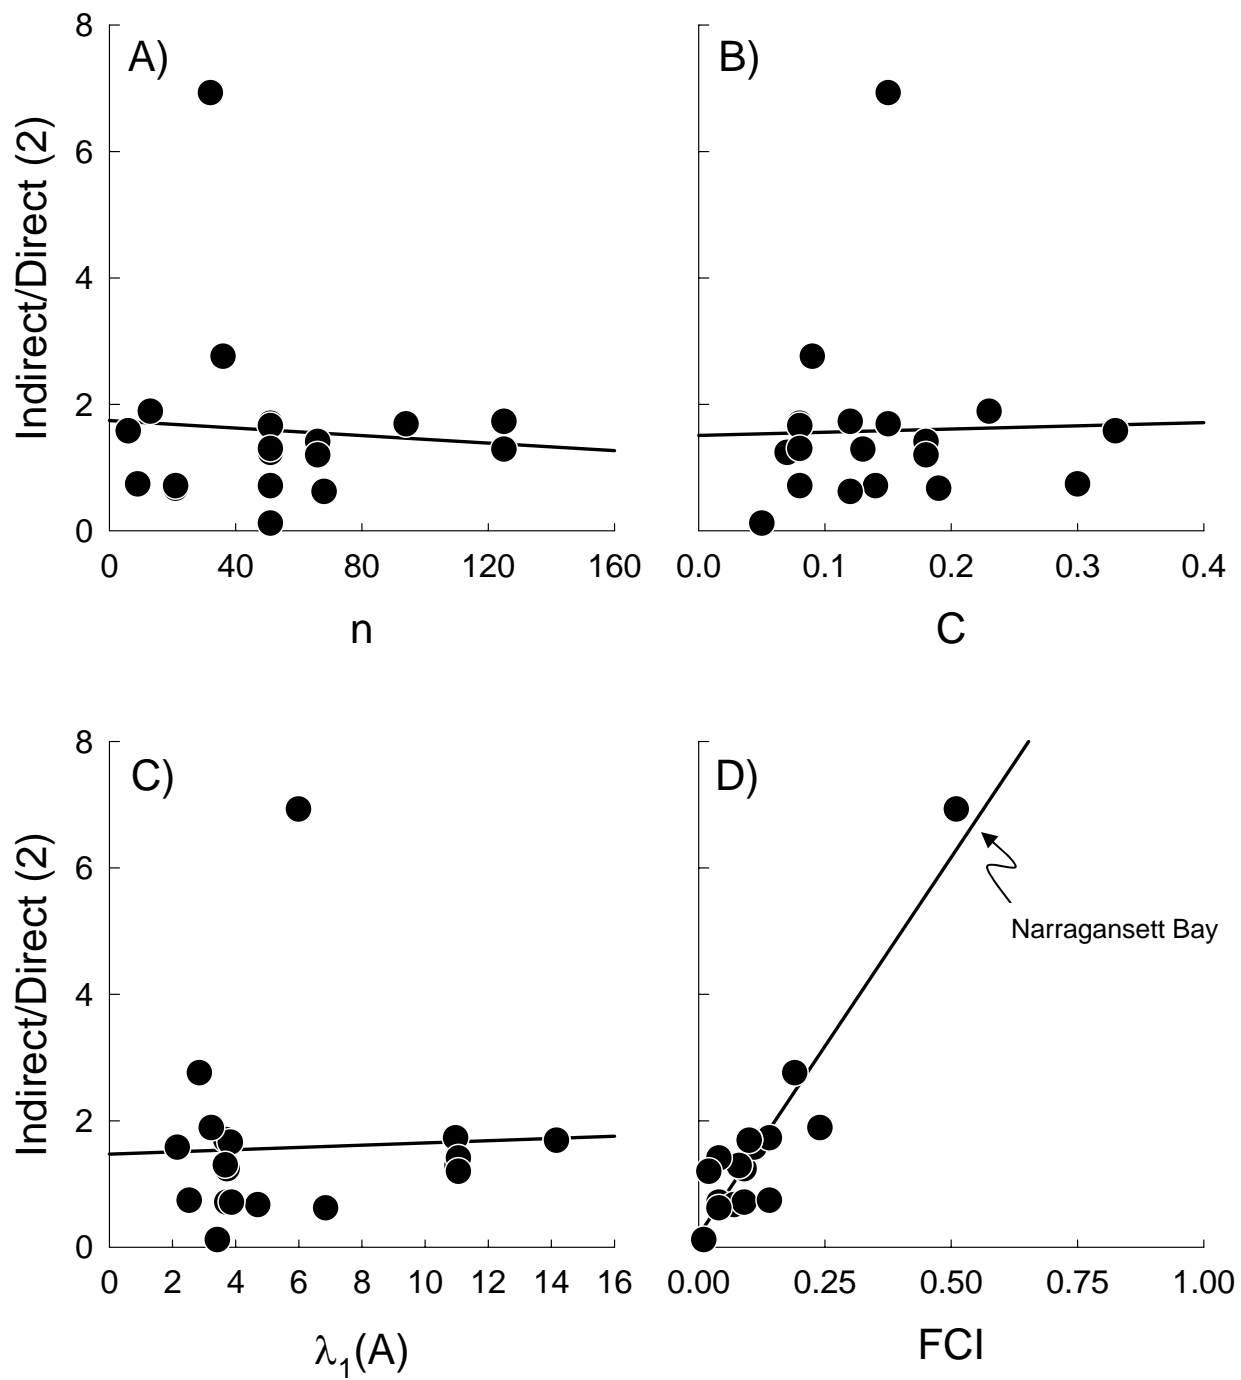 A)
B)
Indirect/Direct (2)
8
6
4
2
0
0 40 80 120 160
n
0.0 0.1 0.2 0.3 0.4
C
C)
D)
Indirect/Direct (2)
8
6
4
2
0
Narragansett Bay
0 2 4 6 8 10 12 14 16
λ₁(A)
0.00 0.25 0.50 0.75 1.00
FCI